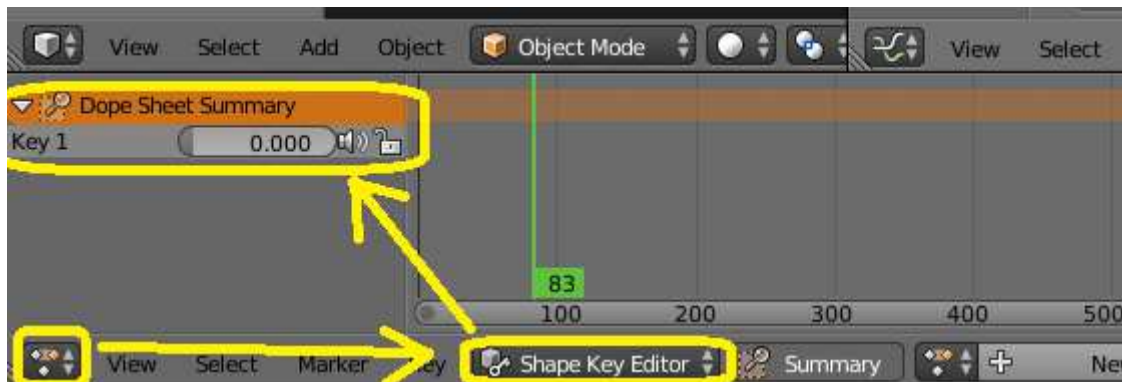 View Select Add Object Object Mode View Select
Dope Sheet Summary
Key 1 0.000
83
100 200 300 400 500
View Select Marker Key Shape Key Editor Summary